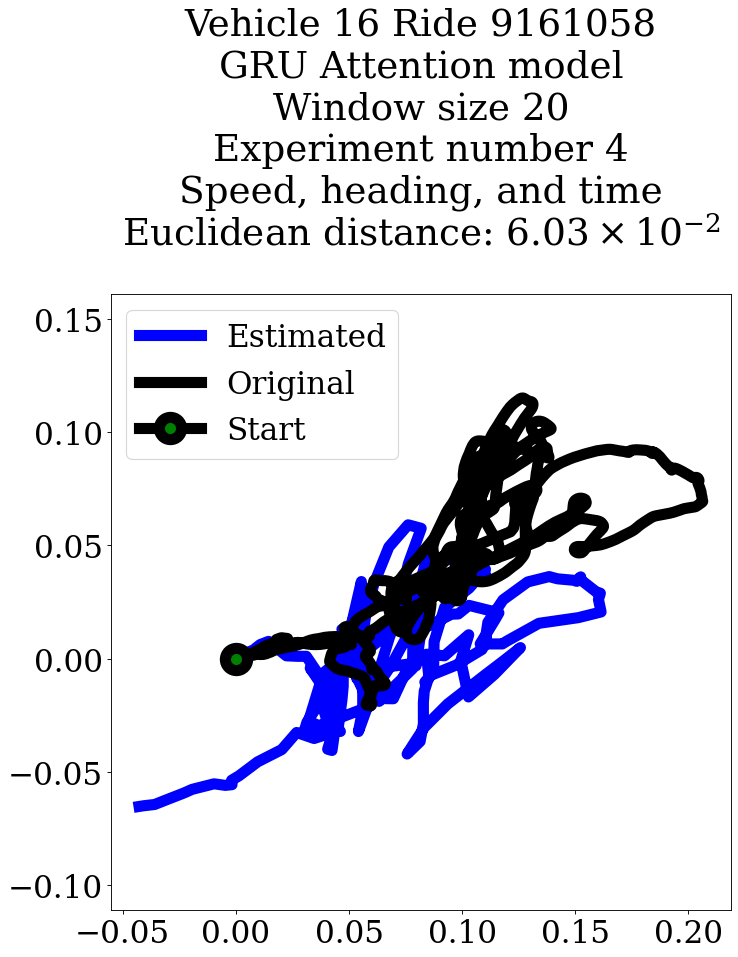 Vehicle 16 Ride 9161058
GRU Attention model
Window size 20
Experiment number 4
Speed, heading, and time
Euclidean distance: 6.03 × 10⁻²
Estimated
Original
Start
0.15
0.10
0.05
0.00
−0.05
−0.10
−0.05 0.00 0.05 0.10 0.15 0.20